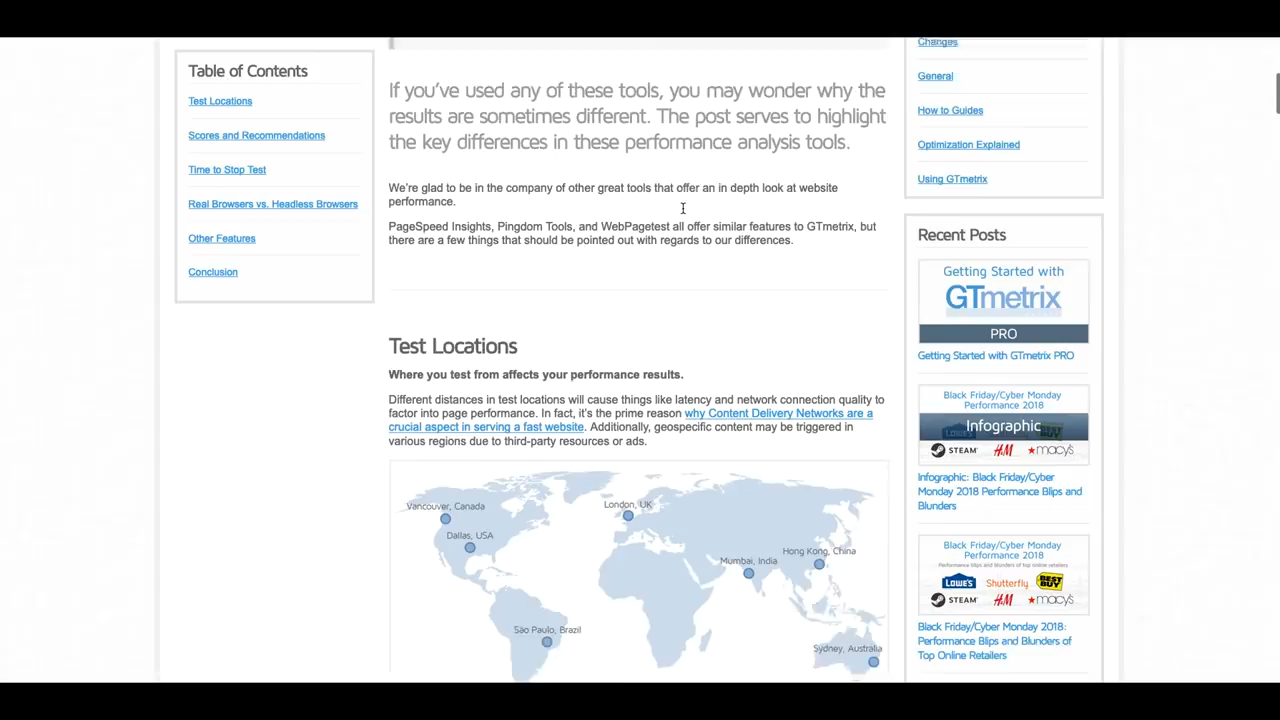 Table of Contents
Test Locations
Scores and Recommendations
Time to Stop Test
Real Browsers vs. Headless Browsers
Other Features
Conclusion
If you've used any of these tools, you may wonder why the
results are sometimes different. The post serves to highlight
the key differences in these performance analysis tools.
We're glad to be in the company of other great tools that offer an in depth look at website
performance.
PageSpeed Insights, Pingdom Tools, and WebPagetest all offer similar features to GTmetrix, but
there are a few things that should be pointed out with regards to our differences.
Test Locations
Where you test from affects your performance results.
Different distances in test locations will cause things like latency and network connection quality to
factor into page performance. In fact, it's the prime reason why Content Delivery Networks are a
crucial aspect in serving a fast website. Additionally, geospecific content may be triggered in
various regions due to third-party resources or ads.
Vancouver, Canada
London, UK
Dallas, USA
Hong Kong, China
Mumbai, India
São Paulo, Brazil
Sydney, Australia
Changes
General
How to Guides
Optimization Explained
Using GTmetrix
Recent Posts
Getting Started with
GTmetrix
PRO
Getting Started with GTmetrix PRO
Black Friday/Cyber Monday
Performance 2018
Infographic
STEAM H&M macy's
Infographic: Black Friday/Cyber
Monday 2018 Performance Blips and
Blunders
Black Friday/Cyber Monday
Performance 2018
Performance blips and blunders of top online retailers
LOWE'S Shutterfly BEST BUY
STEAM H&M macy's
Black Friday/Cyber Monday 2018:
Performance Blips and Blunders of
Top Online Retailers